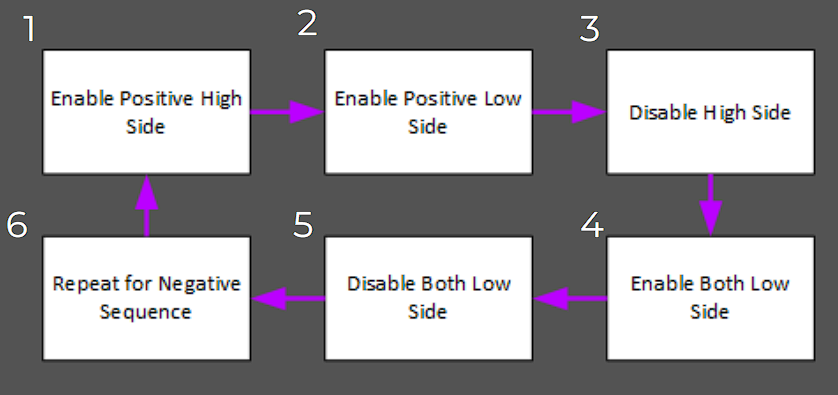 1
Enable Positive High
Side
2
Enable Positive Low
Side
3
Disable High Side
4
Enable Both Low
Side
5
Disable Both Low
Side
6
Repeat for Negative
Sequence